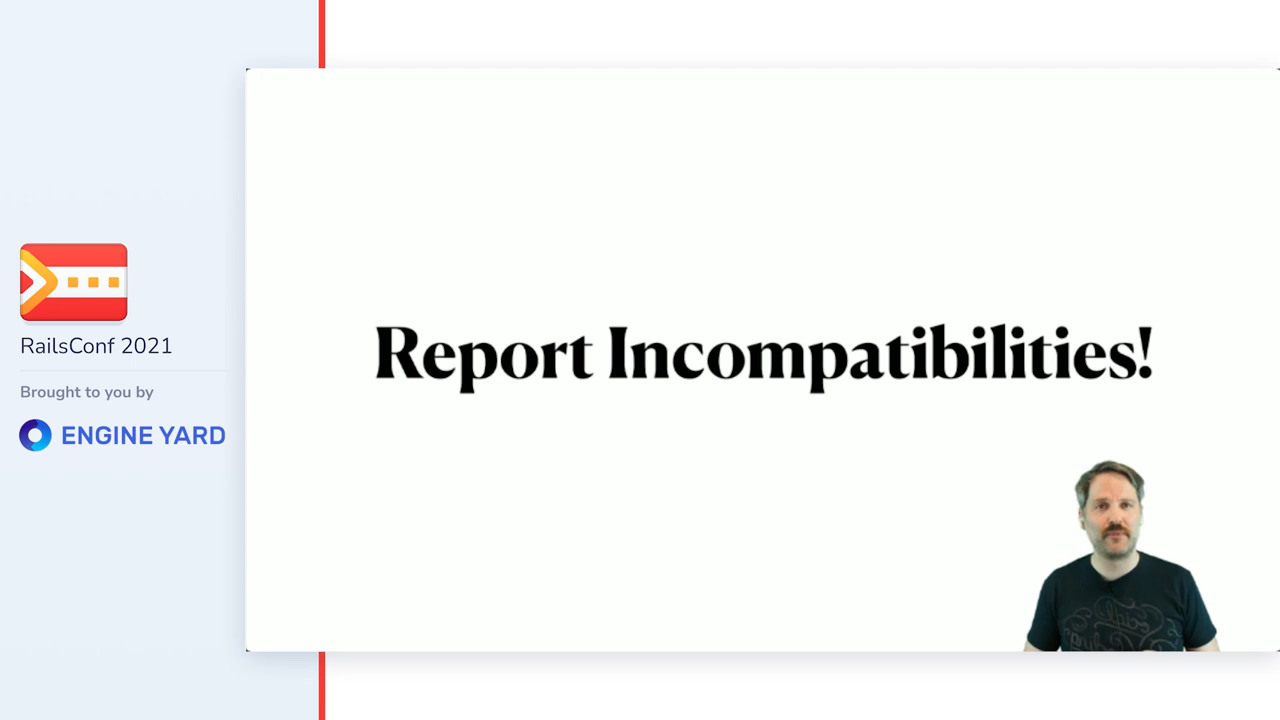 RailsConf 2021
Brought to you by
ENGINE YARD
Report Incompatibilities!